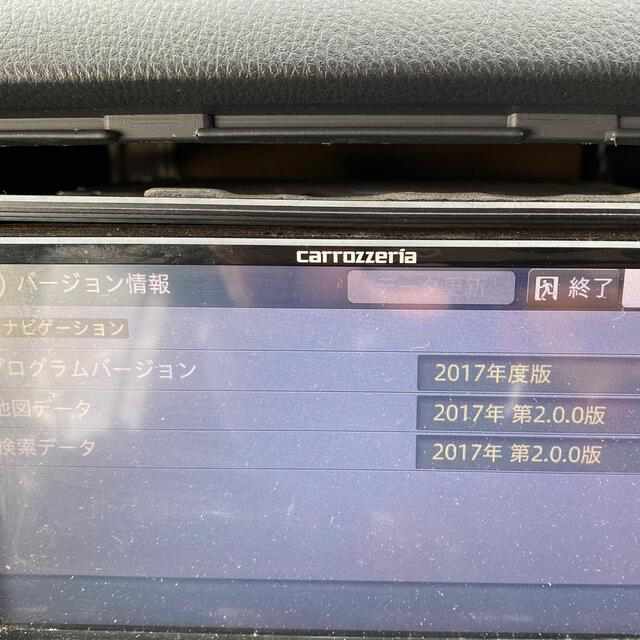 carrozzeria
バージョン情報
データ更新
終了
ナビゲーション
プログラムバージョン
2017年度版
地図データ
2017年 第2.0.0版
検索データ
2017年 第2.0.0版